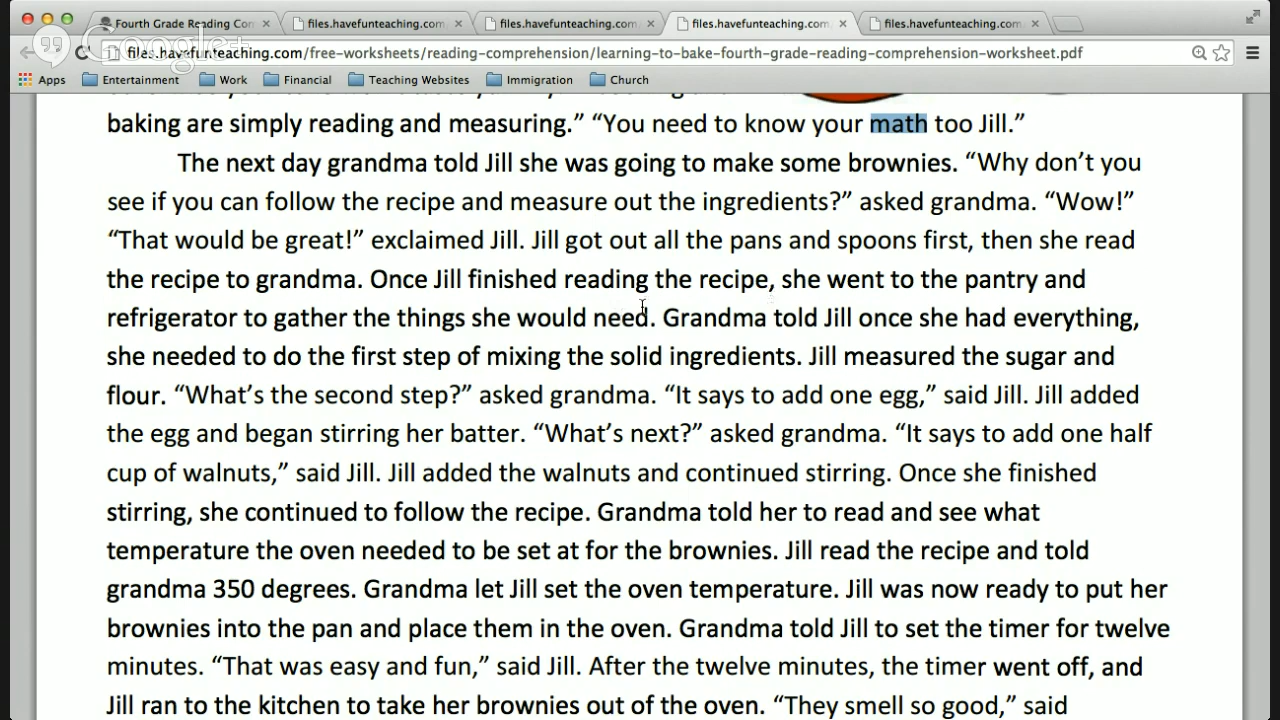 Fourth Grade Reading Cor
files.havefunteaching.com
files.havefunteaching.com
files.havefunteaching.com
files.havefunteaching.com
Google+
files.havefunteaching.com/free-worksheets/reading-comprehension/learning-to-bake-fourth-grade-reading-comprehension-worksheet.pdf
Apps Entertainment Work Financial Teaching Websites Immigration Church
baking are simply reading and measuring.” “You need to know your math too Jill.”
The next day grandma told Jill she was going to make some brownies. “Why don’t you
see if you can follow the recipe and measure out the ingredients?” asked grandma. “Wow!”
“That would be great!” exclaimed Jill. Jill got out all the pans and spoons first, then she read
the recipe to grandma. Once Jill finished reading the recipe, she went to the pantry and
refrigerator to gather the things she would need. Grandma told Jill once she had everything,
she needed to do the first step of mixing the solid ingredients. Jill measured the sugar and
flour. “What’s the second step?” asked grandma. “It says to add one egg,” said Jill. Jill added
the egg and began stirring her batter. “What’s next?” asked grandma. “It says to add one half
cup of walnuts,” said Jill. Jill added the walnuts and continued stirring. Once she finished
stirring, she continued to follow the recipe. Grandma told her to read and see what
temperature the oven needed to be set at for the brownies. Jill read the recipe and told
grandma 350 degrees. Grandma let Jill set the oven temperature. Jill was now ready to put her
brownies into the pan and place them in the oven. Grandma told Jill to set the timer for twelve
minutes. “That was easy and fun,” said Jill. After the twelve minutes, the timer went off, and
Jill ran to the kitchen to take her brownies out of the oven. “They smell so good,” said